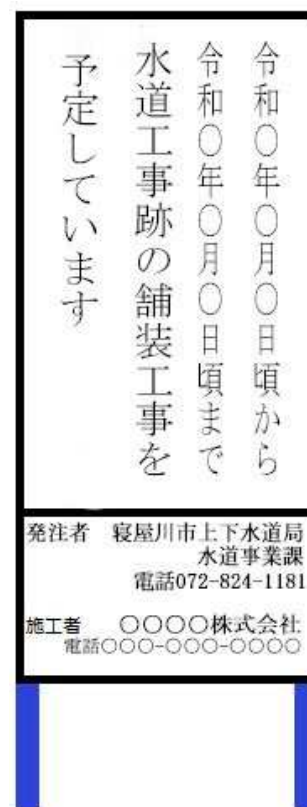 令和〇年〇月〇日頃から
令和〇年〇月〇日頃まで
水道工事跡の舗装工事を
予定しています
発注者　寝屋川市上下水道局
水道事業課
電話072-824-1181
施工者　〇〇〇〇株式会社
電話〇〇〇-〇〇〇-〇〇〇〇